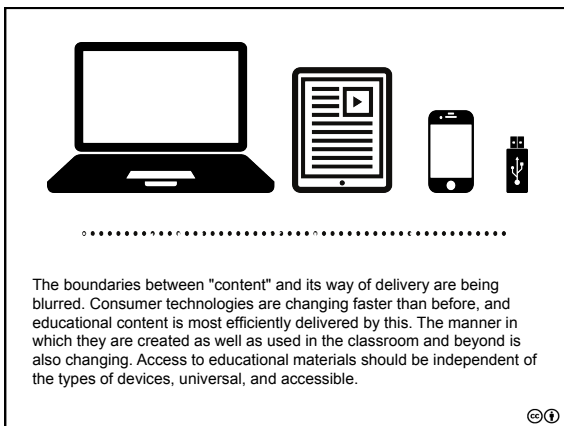 The boundaries between "content" and its way of delivery are being
blurred. Consumer technologies are changing faster than before, and
educational content is most efficiently delivered by this. The manner in
which they are created as well as used in the classroom and beyond is
also changing. Access to educational materials should be independent of
the types of devices, universal, and accessible.
cc